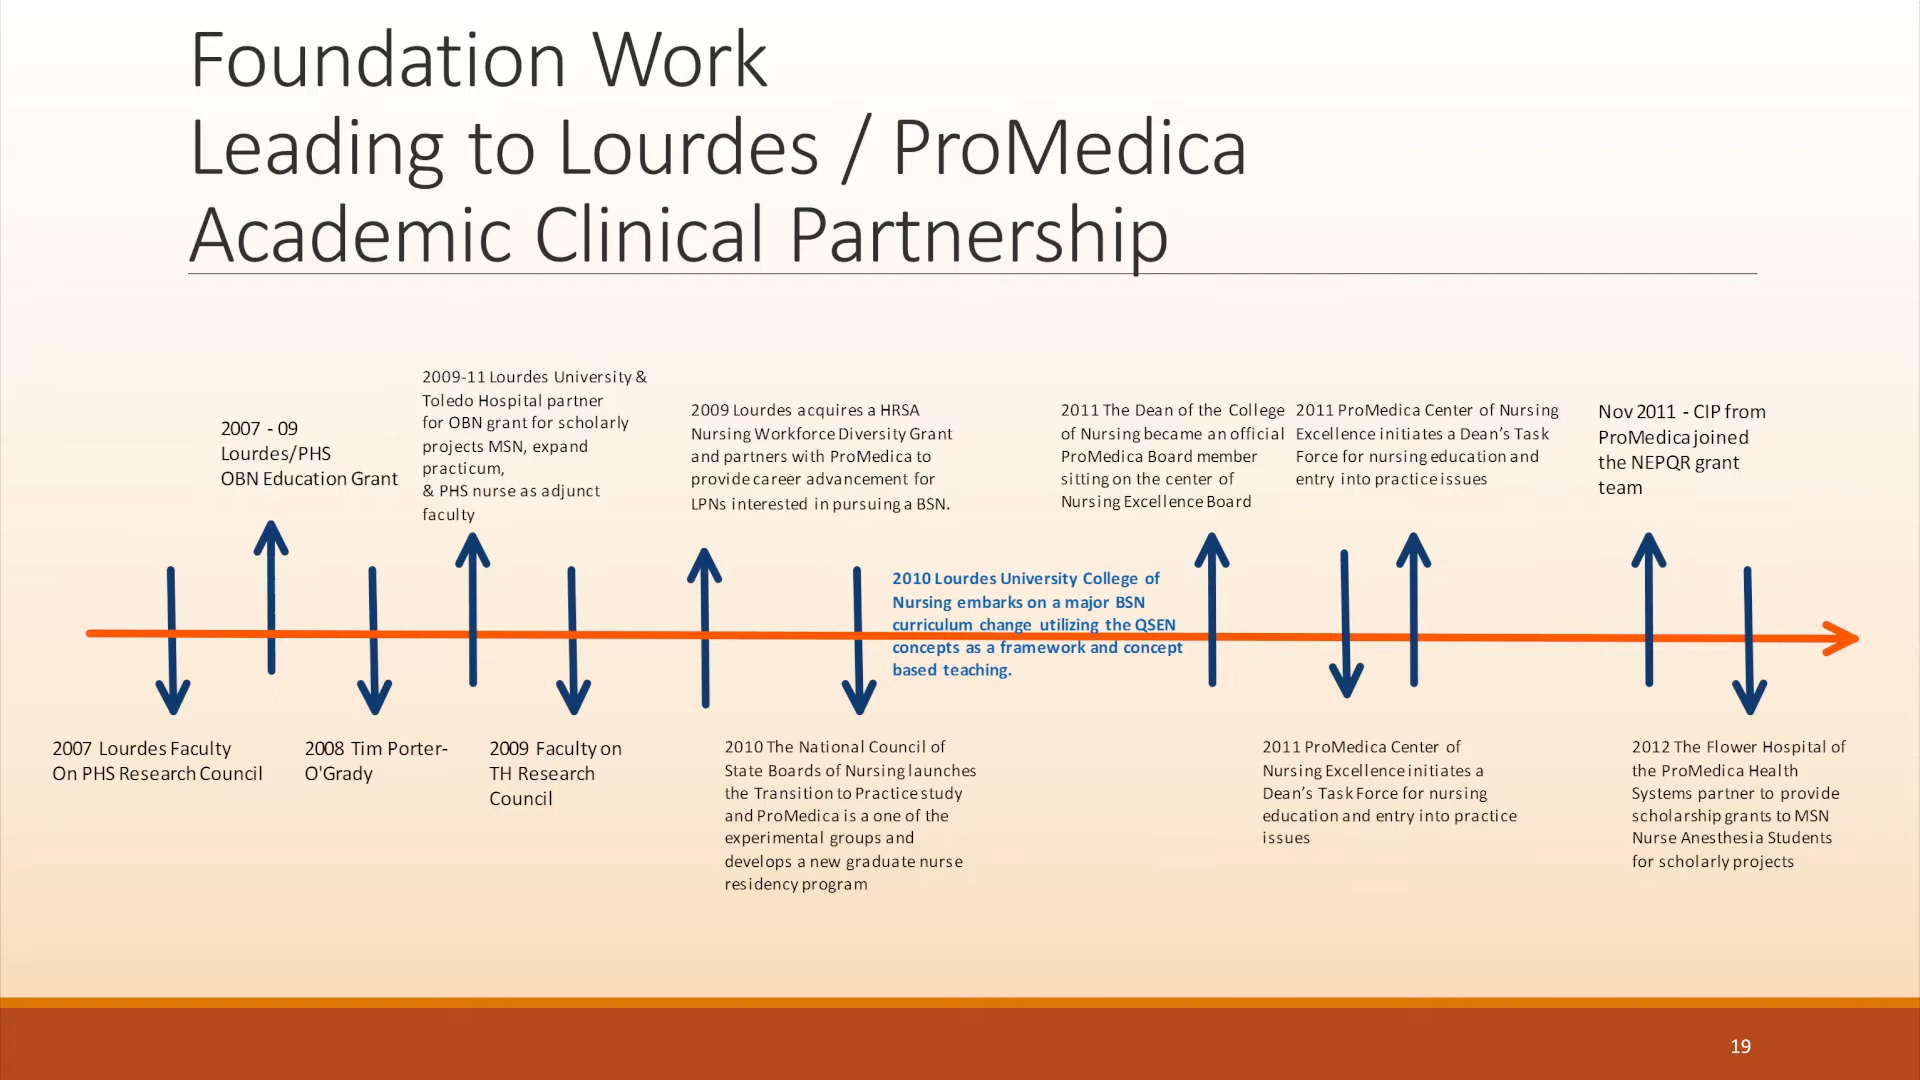 Foundation Work
Leading to Lourdes / ProMedica
Academic Clinical Partnership
2007 - 09
Lourdes/PHS
OBN Education Grant
2009-11 Lourdes University &
Toledo Hospital partner
for OBN grant for scholarly
projects MSN, expand
practicum,
& PHS nurse as adjunct
faculty
2009 Lourdes acquires a HRSA
Nursing Workforce Diversity Grant
and partners with ProMedica to
provide career advancement for
LPNs interested in pursuing a BSN.
2011 The Dean of the College
of Nursing became an official
ProMedica Board member
sitting on the center of
Nursing Excellence Board
2011 ProMedica Center of Nursing
Excellence initiates a Dean’s Task
Force for nursing education and
entry into practice issues
Nov 2011 - CIP from
ProMedica joined
the NEPQR grant
team
2010 Lourdes University College of
Nursing embarks on a major BSN
curriculum change utilizing the QSEN
concepts as a framework and concept
based teaching.
2007 Lourdes Faculty
On PHS Research Council
2008 Tim Porter-
O'Grady
2009 Faculty on
TH Research
Council
2010 The National Council of
State Boards of Nursing launches
the Transition to Practice study
and ProMedica is a one of the
experimental groups and
develops a new graduate nurse
residency program
2011 ProMedica Center of
Nursing Excellence initiates a
Dean’s Task Force for nursing
education and entry into practice
issues
2012 The Flower Hospital of
the ProMedica Health
Systems partner to provide
scholarship grants to MSN
Nurse Anesthesia Students
for scholarly projects
19